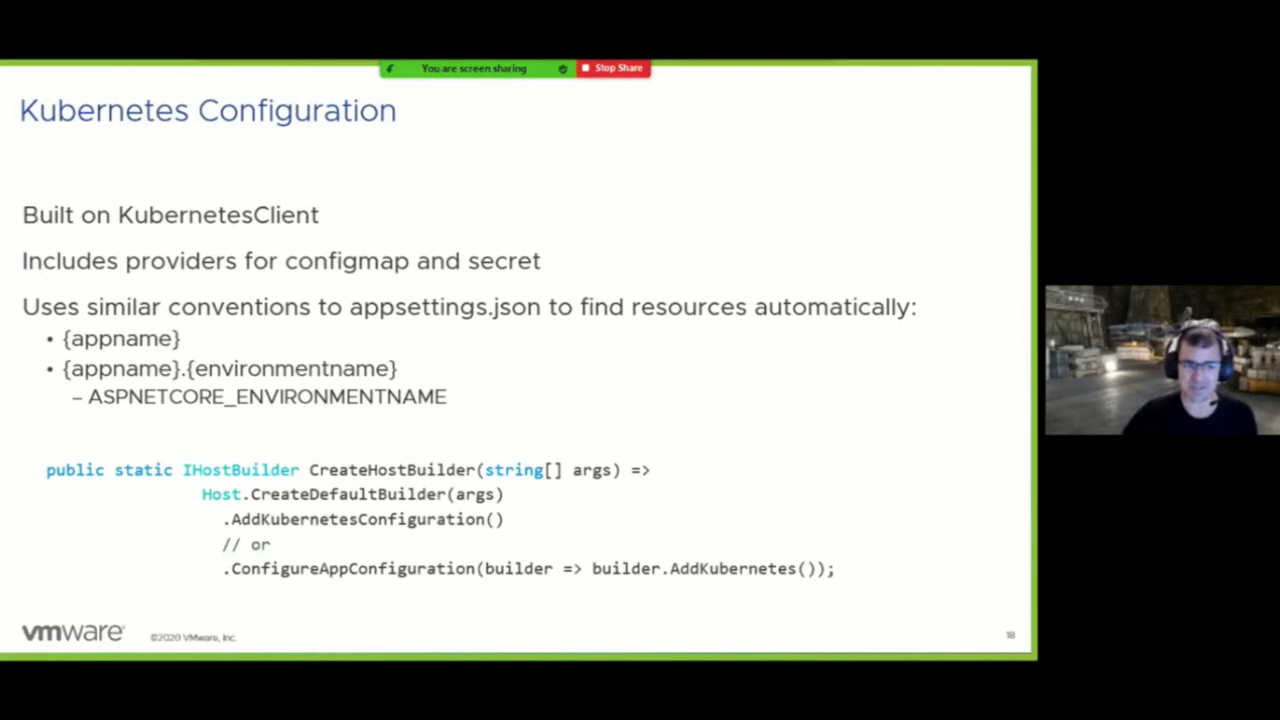 You are screen sharing
Stop Share
Kubernetes Configuration
Built on KubernetesClient
Includes providers for configmap and secret
Uses similar conventions to appsettings.json to find resources automatically:
• {appname}
• {appname}.{environmentname}
– ASPNETCORE_ENVIRONMENTNAME
public static IHostBuilder CreateHostBuilder(string[] args) =>
Host.CreateDefaultBuilder(args)
.AddKubernetesConfiguration()
// or
.ConfigureAppConfiguration(builder => builder.AddKubernetes());
vmware
©2020 VMware, Inc.
18